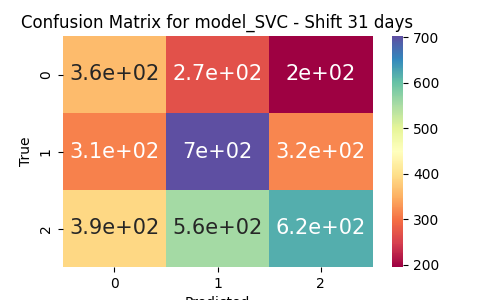 Confusion Matrix for model_SVC - Shift 31 days
0 3.6e+02 2.7e+02 2e+02
1 3.1e+02 7e+02 3.2e+02
2 3.9e+02 5.6e+02 6.2e+02
True
0 1 2
Predicted
700
600
500
400
300
200